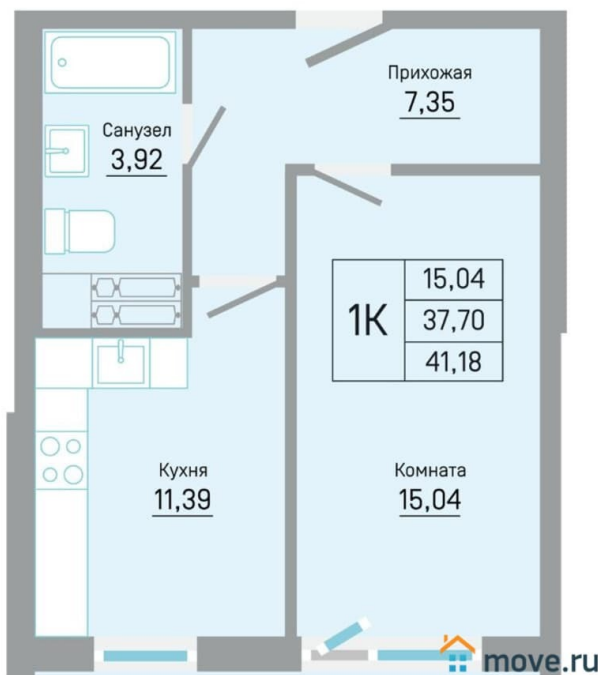 Прихожая
7,35
Санузел
3,92
1К
15,04
37,70
41,18
Кухня
11,39
Комната
15,04
move.ru